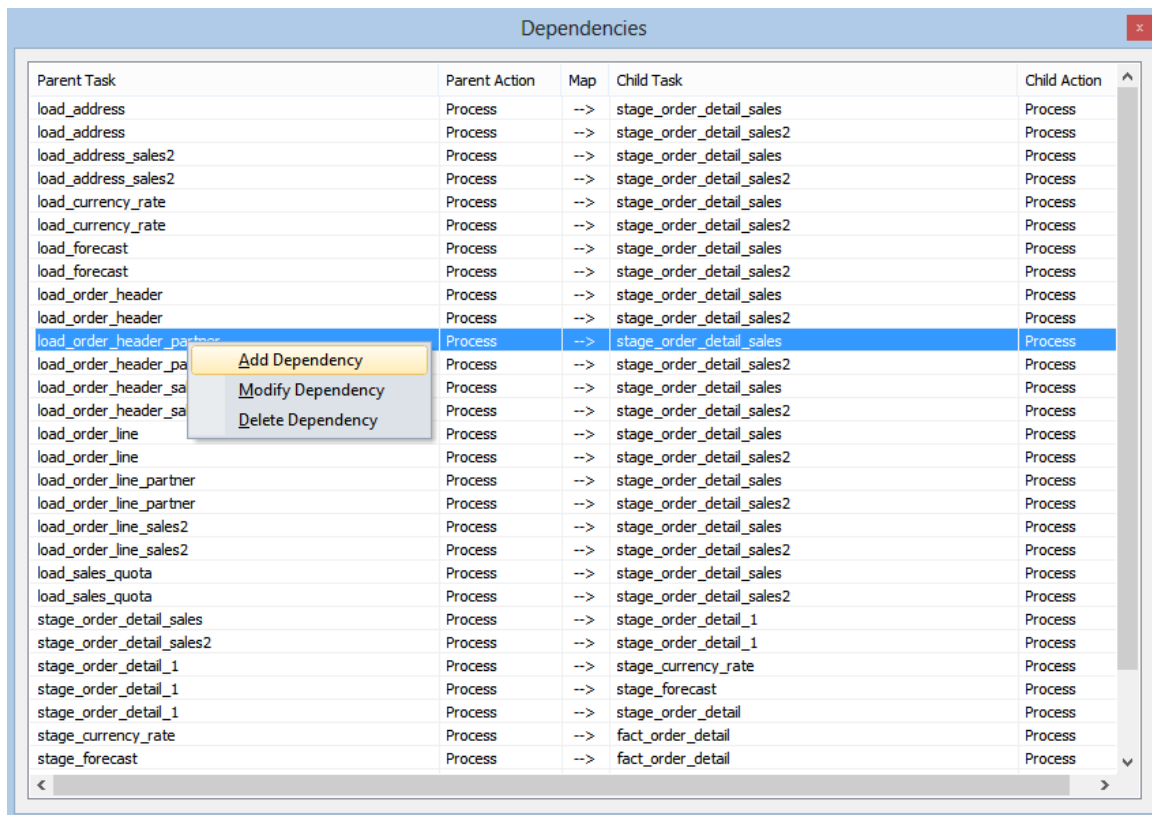 Dependencies
x
Parent Task Parent Action Map Child Task Child Action
load_address Process --> stage_order_detail_sales Process
load_address Process --> stage_order_detail_sales2 Process
load_address_sales2 Process --> stage_order_detail_sales Process
load_address_sales2 Process --> stage_order_detail_sales2 Process
load_currency_rate Process --> stage_order_detail_sales Process
load_currency_rate Process --> stage_order_detail_sales2 Process
load_forecast Process --> stage_order_detail_sales Process
load_forecast Process --> stage_order_detail_sales2 Process
load_order_header Process --> stage_order_detail_sales Process
load_order_header Process --> stage_order_detail_sales2 Process
load_order_header_partner Process --> stage_order_detail_sales Process
load_order_header_pa Process --> stage_order_detail_sales2 Process
Add Dependency
load_order_header_sa Process --> stage_order_detail_sales Process
Modify Dependency
load_order_header_sa Process --> stage_order_detail_sales2 Process
Delete Dependency
load_order_line Process --> stage_order_detail_sales Process
load_order_line Process --> stage_order_detail_sales2 Process
load_order_line_partner Process --> stage_order_detail_sales Process
load_order_line_partner Process --> stage_order_detail_sales2 Process
load_order_line_sales2 Process --> stage_order_detail_sales Process
load_order_line_sales2 Process --> stage_order_detail_sales2 Process
load_sales_quota Process --> stage_order_detail_sales Process
load_sales_quota Process --> stage_order_detail_sales2 Process
stage_order_detail_sales Process --> stage_order_detail_1 Process
stage_order_detail_sales2 Process --> stage_order_detail_1 Process
stage_order_detail_1 Process --> stage_currency_rate Process
stage_order_detail_1 Process --> stage_forecast Process
stage_order_detail_1 Process --> stage_order_detail Process
stage_currency_rate Process --> fact_order_detail Process
stage_forecast Process --> fact_order_detail Process